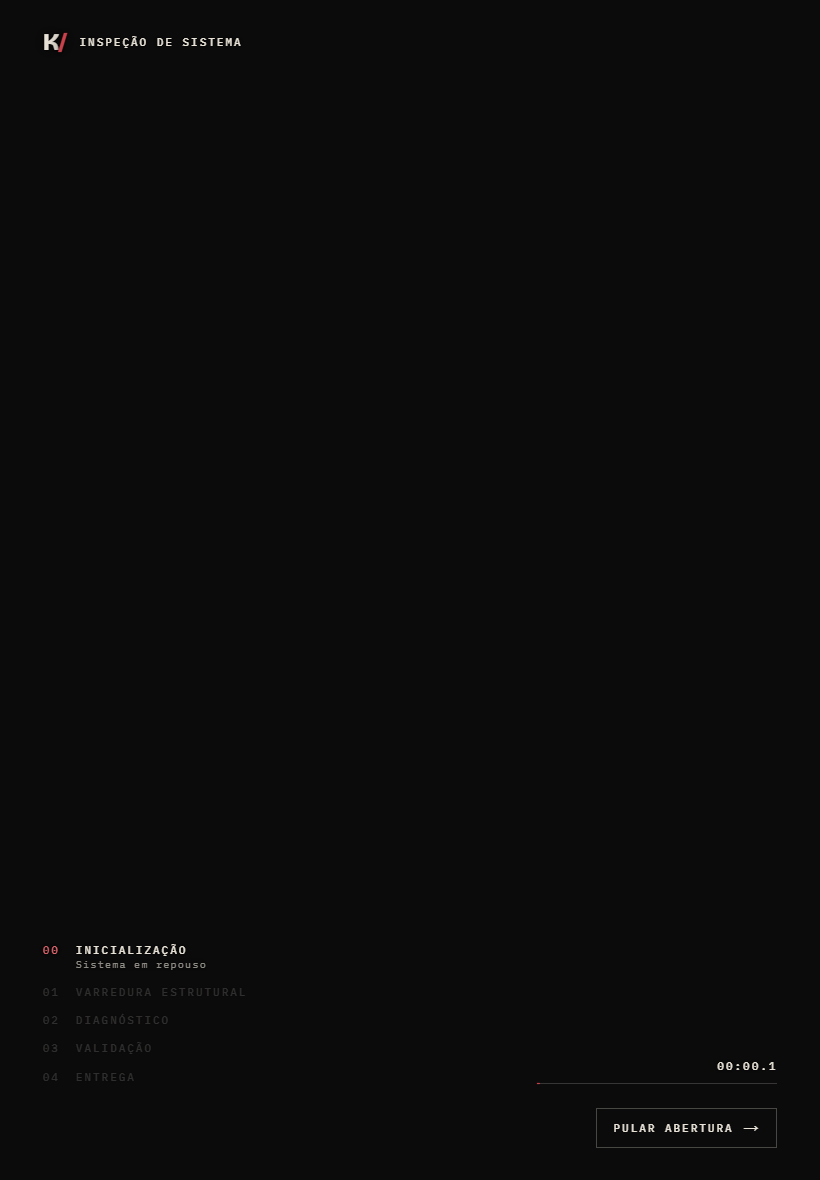 K/ INSPEÇÃO DE SISTEMA
00 INICIALIZAÇÃO
Sistema em repouso
01 VARREDURA ESTRUTURAL
02 DIAGNÓSTICO
03 VALIDAÇÃO
04 ENTREGA
00:00.1
PULAR ABERTURA →